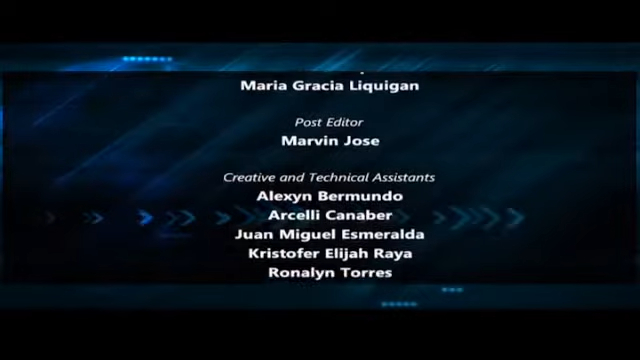 Maria Gracia Liquigan
Post Editor
Marvin Jose
Creative and Technical Assistants
Alexyn Bermundo
Arcelli Canaber
Juan Miguel Esmeralda
Kristofer Elijah Raya
Ronalyn Torres